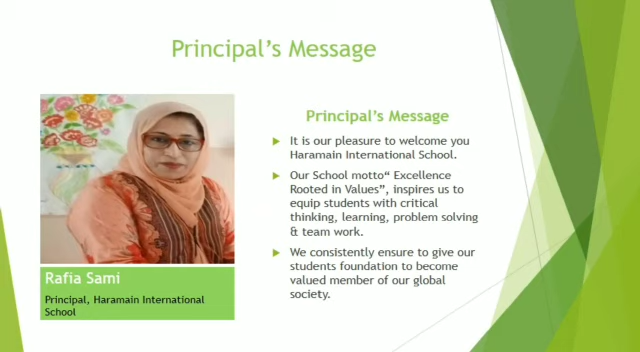 Principal's Message
Principal's Message
It is our pleasure to welcome you
Haramain International School.
Our School motto“ Excellence
Rooted in Values”, inspires us to
equip students with critical
thinking, learning, problem solving
& team work.
We consistently ensure to give our
students foundation to become
valued member of our global
society.
Rafia Sami
Principal, Haramain International
School